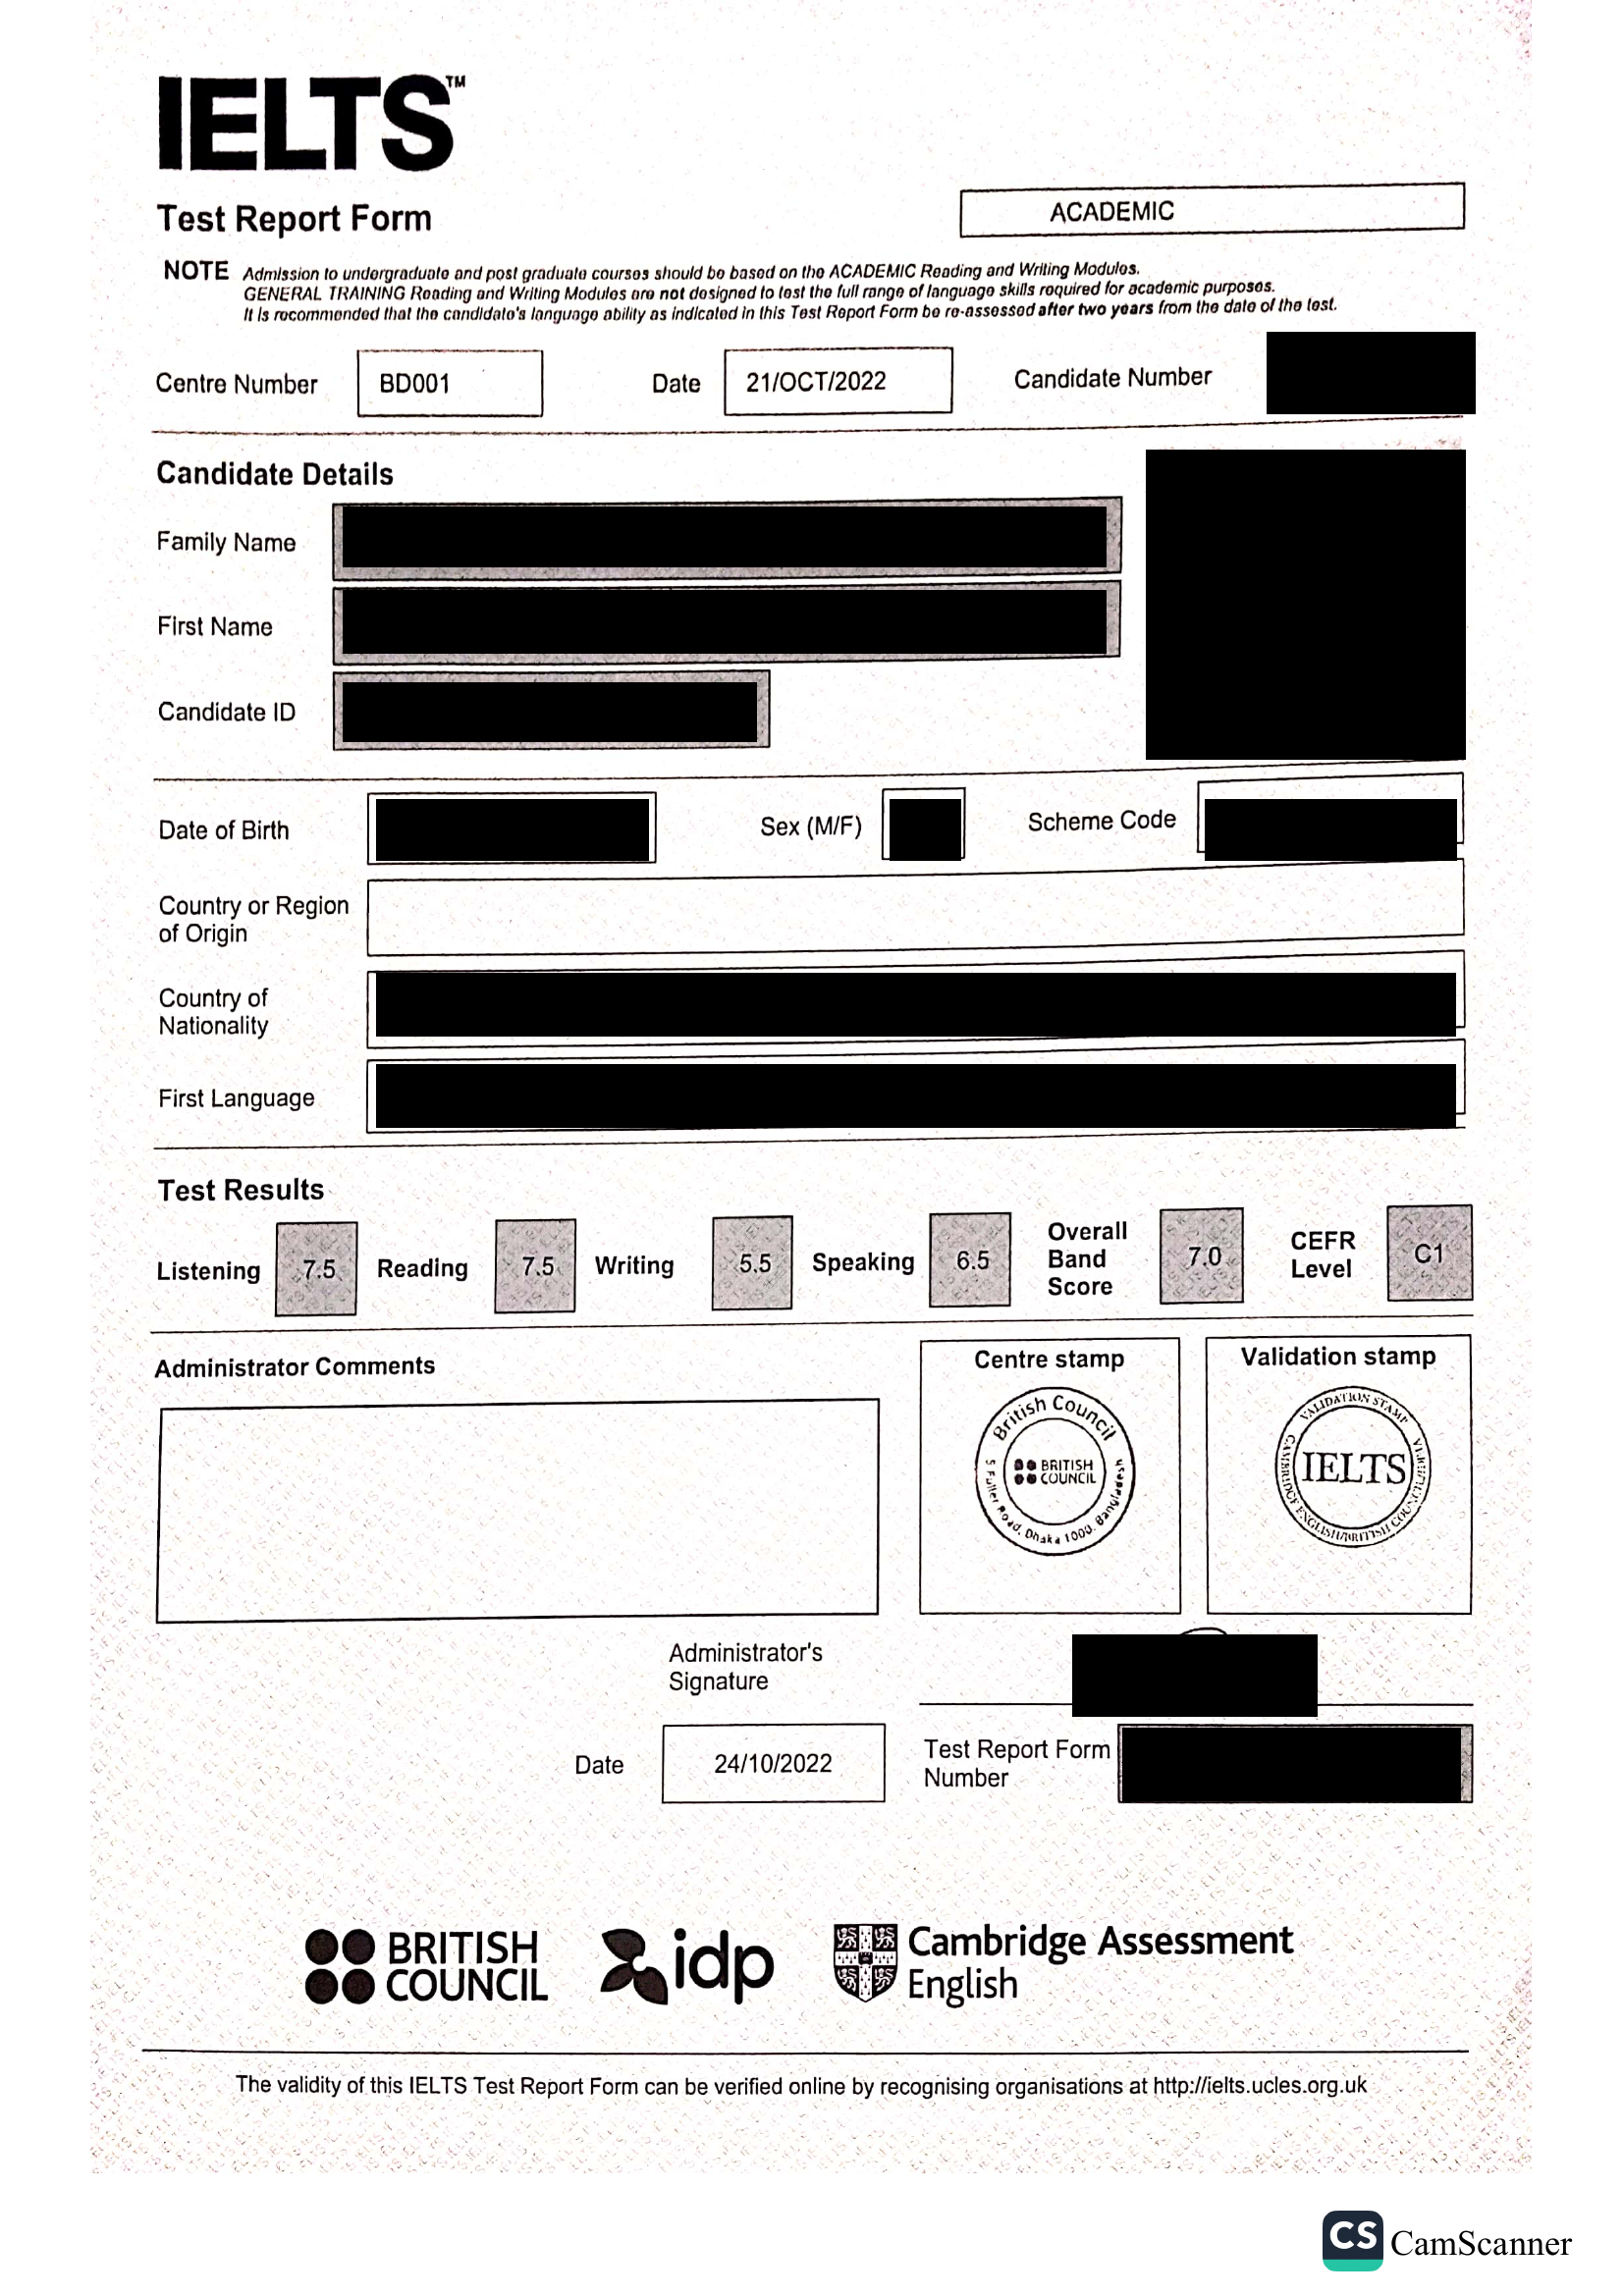 IELTS™
Test Report Form
ACADEMIC
NOTE Admission to undergraduate and post graduate courses should be based on the ACADEMIC Reading and Writing Modules.
GENERAL TRAINING Reading and Writing Modules are not designed to test the full range of language skills required for academic purposes.
It is recommended that the candidate's language ability as indicated in this Test Report Form be re-assessed after two years from the date of the test.
Centre Number BD001 Date 21/OCT/2022 Candidate Number
Candidate Details
Family Name
First Name
Candidate ID
Date of Birth Sex (M/F) Scheme Code
Country or Region
of Origin
Country of
Nationality
First Language
Test Results
Listening 7.5 Reading 7.5 Writing 5.5 Speaking 6.5 Overall Band Score 7.0 CEFR Level C1
Administrator Comments
Centre stamp
British Council
BRITISH
COUNCIL
5 Fuller Road, Dhaka 1000, Bangladesh
Validation stamp
VALIDATION STAMP
IELTS
CAMBRIDGE ENGLISH/BRITISH COUNCIL/IDP:IEA
Administrator's
Signature
Date 24/10/2022
Test Report Form
Number
BRITISH
COUNCIL
idp
Cambridge Assessment
English
The validity of this IELTS Test Report Form can be verified online by recognising organisations at http://ielts.ucles.org.uk
CS CamScanner